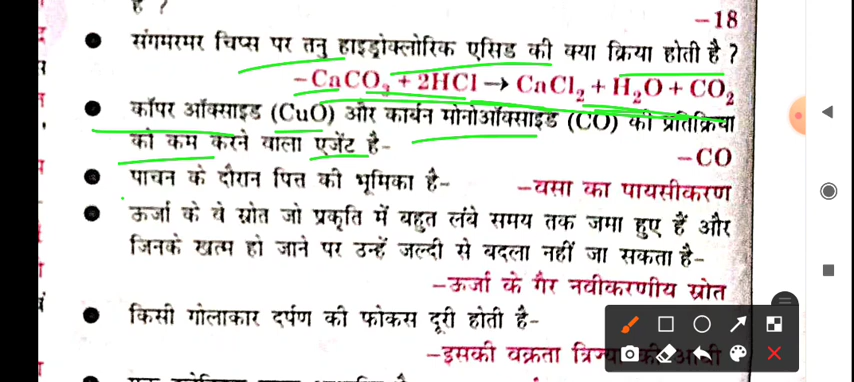 है ?
-18
● संगमरमर चिप्स पर तनु हाइड्रोक्लोरिक एसिड की क्या क्रिया होती है ?
-CaCO₃ + 2HCl → CaCl₂ + H₂O + CO₂
● कॉपर ऑक्साइड (CuO) और कार्बन मोनोऑक्साइड (CO) की प्रतिक्रिया
को कम करने वाला एजेंट है-
-CO
● पाचन के दौरान पित्त की भूमिका है-
-वसा का पायसीकरण
● ऊर्जा के वे स्रोत जो प्रकृति में बहुत लंबे समय तक जमा हुए हैं और
जिनके खत्म हो जाने पर उन्हें जल्दी से बदला नहीं जा सकता है-
-ऊर्जा के गैर नवीकरणीय स्रोत
● किसी गोलाकार दर्पण की फोकस दूरी होती है-
-इसकी वक्रता